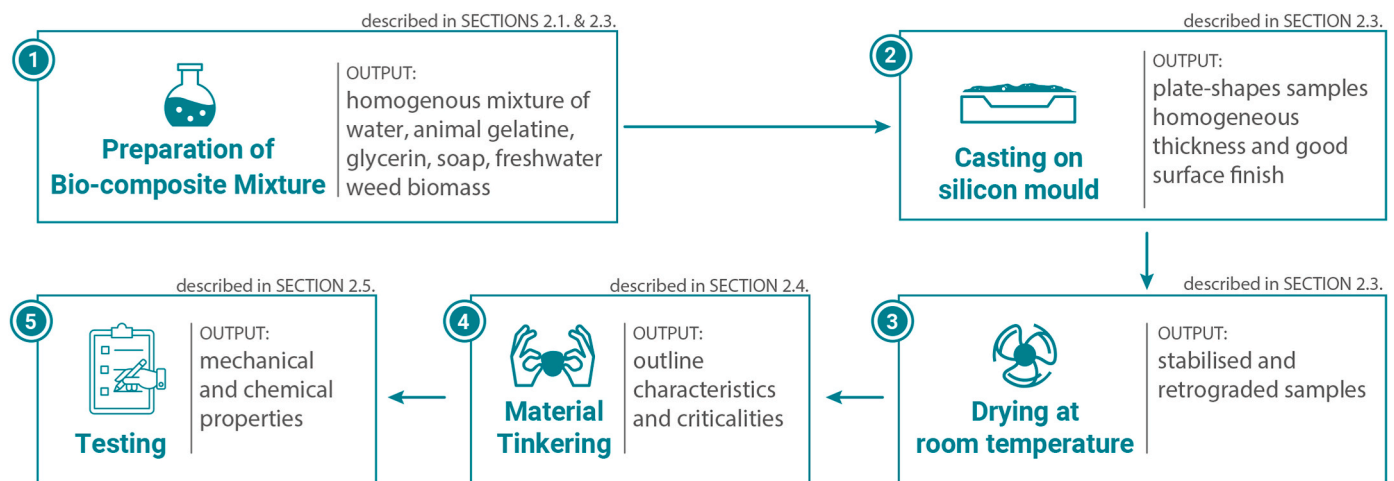 described in SECTIONS 2.1. & 2.3.
1
Preparation of
Bio-composite Mixture
OUTPUT:
homogenous mixture of
water, animal gelatine,
glycerin, soap, freshwater
weed biomass
described in SECTION 2.3.
2
Casting on
silicon mould
OUTPUT:
plate-shapes samples
homogeneous
thickness and good
surface finish
described in SECTION 2.3.
3
Drying at
room temperature
OUTPUT:
stabilised and
retrograded samples
described in SECTION 2.4.
4
Material
Tinkering
OUTPUT:
outline
characteristics
and criticalities
described in SECTION 2.5.
5
Testing
OUTPUT:
mechanical
and chemical
properties